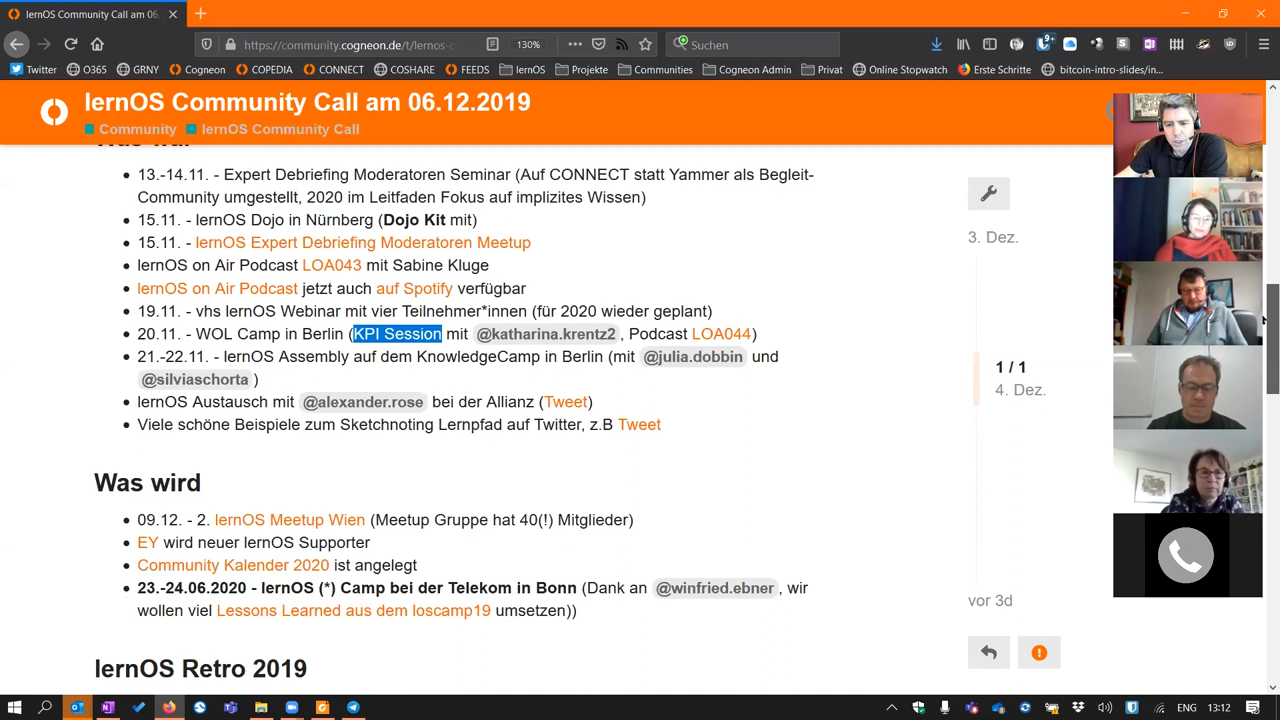 lernOS Community Call am 06.
https://community.cogneon.de/t/lernos-c
130%
Suchen
9+
Twitter
O365
GRNY
Cogneon
COPEDIA
CONNECT
COSHARE
FEEDS
lernOS
Projekte
Communities
Cogneon Admin
Privat
Online Stopwatch
Erste Schritte
bitcoin-intro-slides/in...
lernOS Community Call am 06.12.2019
Community lernOS Community Call
Was war
13.-14.11. - Expert Debriefing Moderatoren Seminar (Auf CONNECT statt Yammer als Begleit-
Community umgestellt, 2020 im Leitfaden Fokus auf implizites Wissen)
15.11. - lernOS Dojo in Nürnberg (Dojo Kit mit)
15.11. - lernOS Expert Debriefing Moderatoren Meetup
lernOS on Air Podcast LOA043 mit Sabine Kluge
lernOS on Air Podcast jetzt auch auf Spotify verfügbar
19.11. - vhs lernOS Webinar mit vier Teilnehmer*innen (für 2020 wieder geplant)
20.11. - WOL Camp in Berlin (KPI Session mit @katharina.krentz2 , Podcast LOA044)
21.-22.11. - lernOS Assembly auf dem KnowledgeCamp in Berlin (mit @julia.dobbin und
@silviaschorta )
lernOS Austausch mit @alexander.rose bei der Allianz (Tweet)
Viele schöne Beispiele zum Sketchnoting Lernpfad auf Twitter, z.B Tweet
Was wird
09.12. - 2. lernOS Meetup Wien (Meetup Gruppe hat 40(!) Mitglieder)
EY wird neuer lernOS Supporter
Community Kalender 2020 ist angelegt
23.-24.06.2020 - lernOS (*) Camp bei der Telekom in Bonn (Dank an @winfried.ebner , wir
wollen viel Lessons Learned aus dem loscamp19 umsetzen))
lernOS Retro 2019
3. Dez.
1 / 1
4. Dez.
vor 3d
ENG
13:12